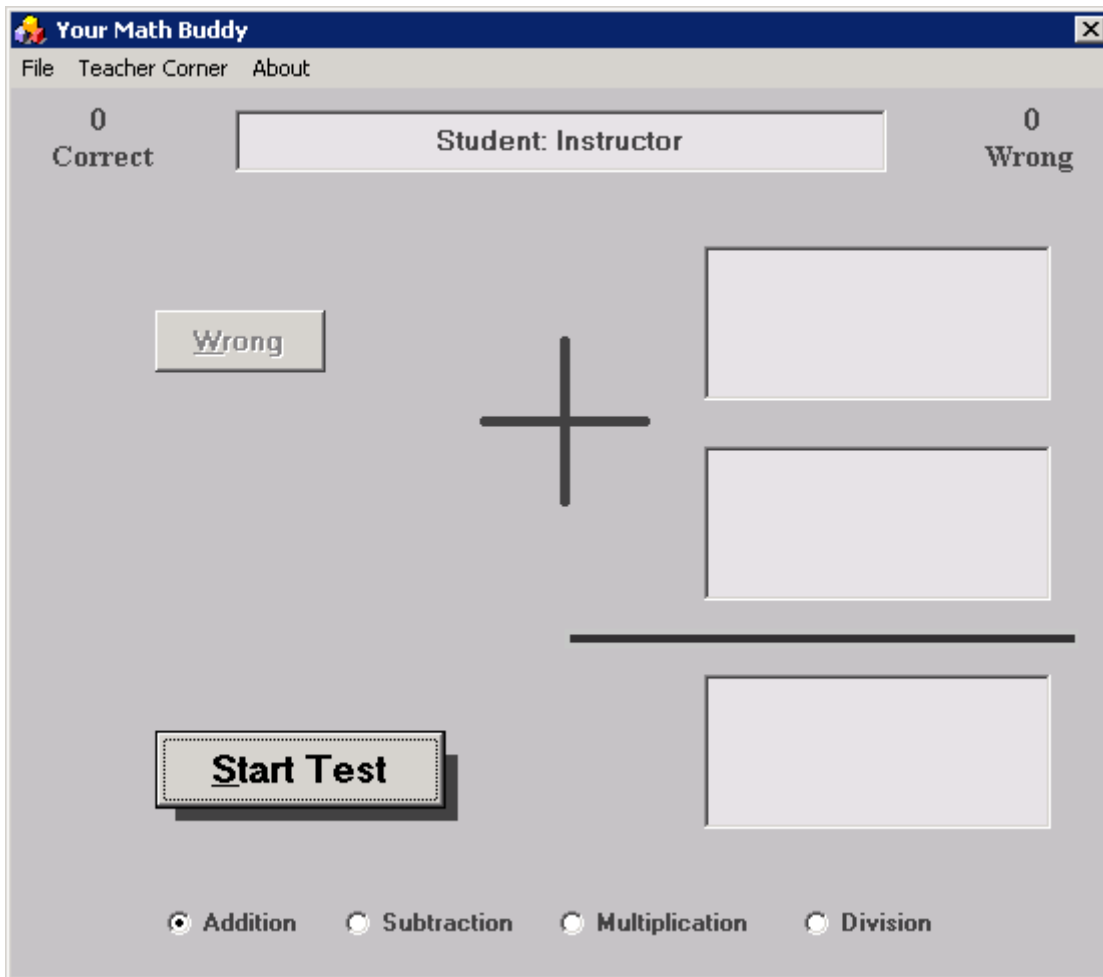 Your Math Buddy
File Teacher Corner About
0
Correct
Student: Instructor
0
Wrong
Wrong
Start Test
Addition Subtraction Multiplication Division